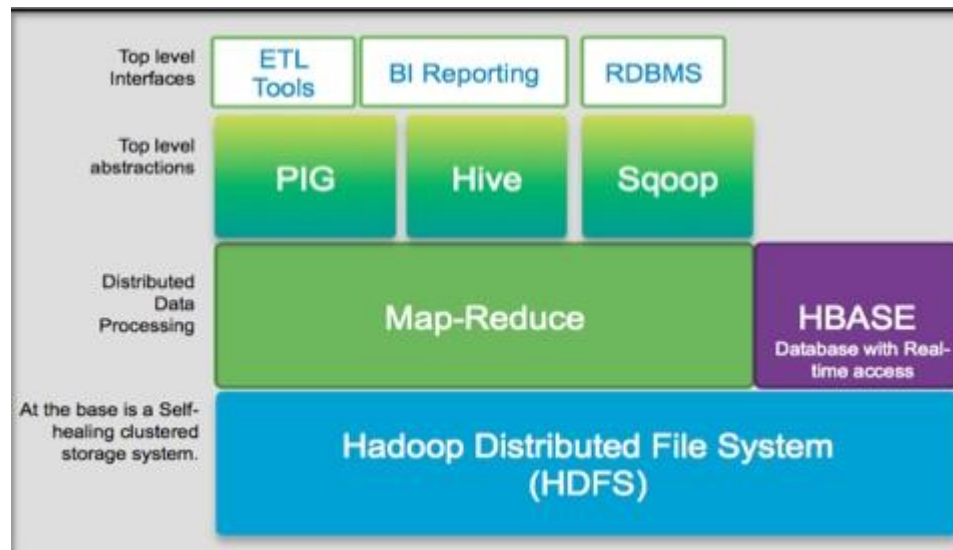 Top level
Interfaces
ETL
Tools
BI Reporting
RDBMS
Top level
abstractions
PIG
Hive
Sqoop
Distributed
Data
Processing
Map-Reduce
HBASE
Database with Real-
time access
At the base is a Self-
healing clustered
storage system.
Hadoop Distributed File System
(HDFS)